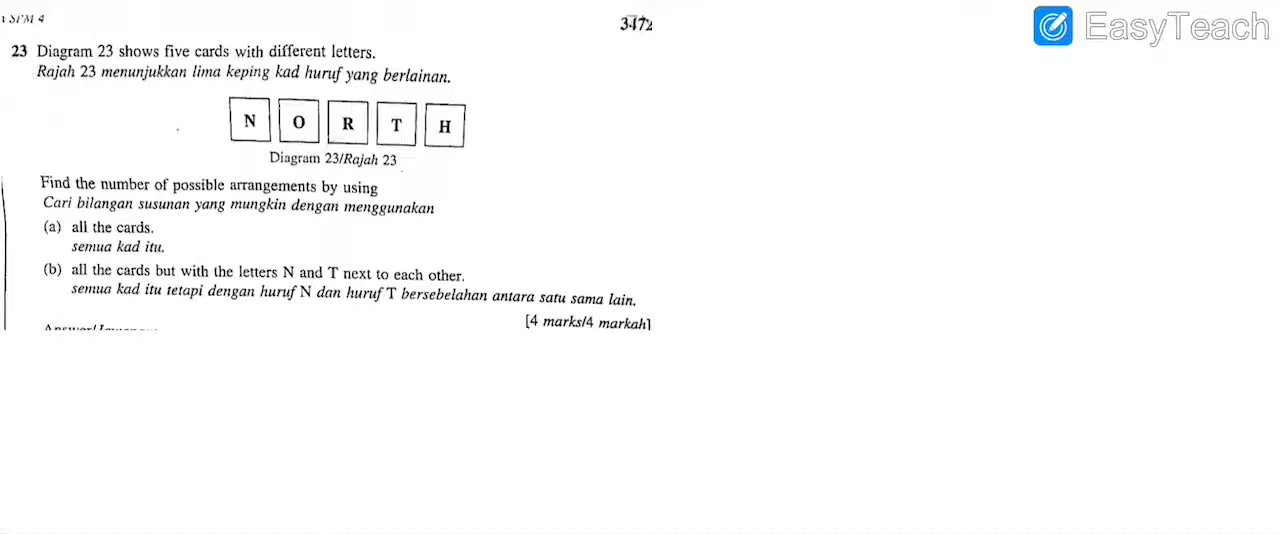 SPM 4
3472
EasyTeach
23 Diagram 23 shows five cards with different letters.
Rajah 23 menunjukkan lima keping kad huruf yang berlainan.
N O R T H
Diagram 23/Rajah 23
Find the number of possible arrangements by using
Cari bilangan susunan yang mungkin dengan menggunakan
(a) all the cards.
semua kad itu.
(b) all the cards but with the letters N and T next to each other.
semua kad itu tetapi dengan huruf N dan huruf T bersebelahan antara satu sama lain.
[4 marks/4 markah]